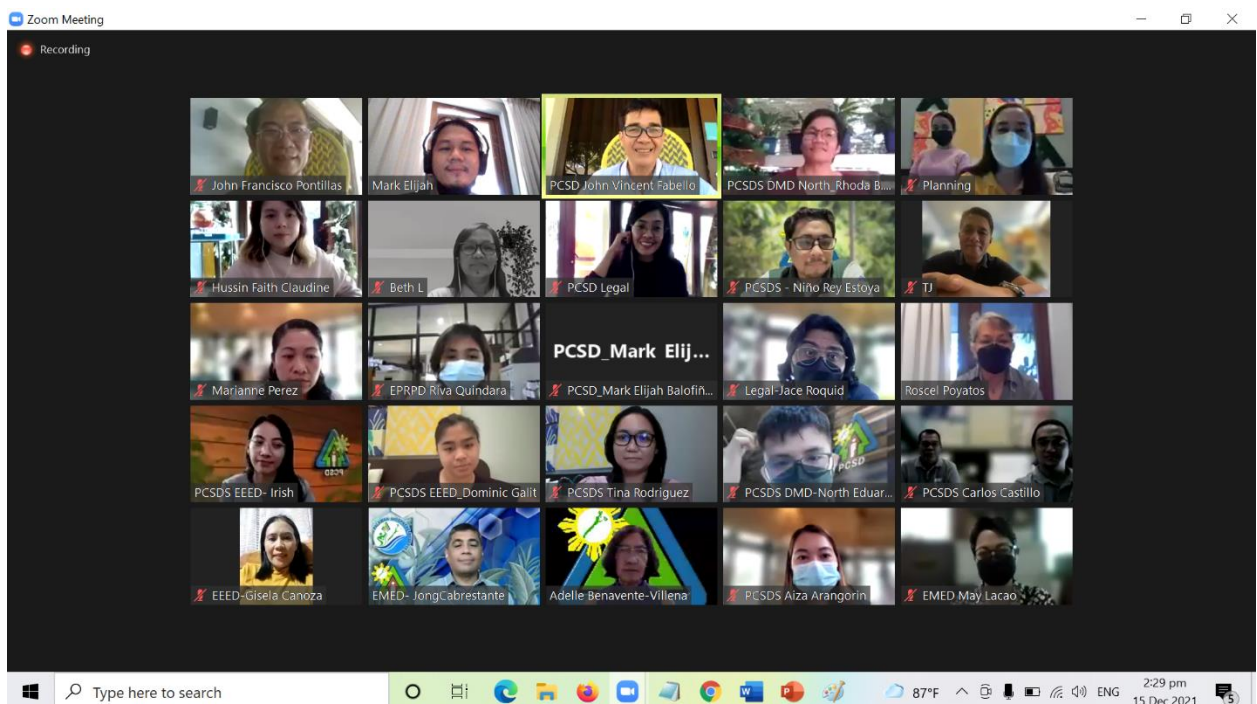 Zoom Meeting
Recording
John Francisco Pontillas
Mark Elijah
PCSD John Vincent Fabello
PCSDS DMD North_Rhoda B....
Planning
Hussin Faith Claudine
Beth L
PCSD Legal
PCSDS - Niño Rey Estoya
TJ
Marianne Perez
EPRPD Riva Quindara
PCSD_Mark Elij...
PCSD_Mark Elijah Balofiñ...
Legal-Jace Roquid
Roscel Poyatos
PCSD
PCSDS EEED- Irish
PCSDS EEED_Dominic Galit
PCSDS Tina Rodriguez
PCSD
PCSDS DMD-North Eduar...
PCSDS Carlos Castillo
EEED-Gisela Canoza
EMED- JongCabrestante
Adelle Benavente-Villena
PCSDS Aiza Arangorin
EMED May Lacao
Type here to search
87°F
ENG
2:29 pm
15 Dec 2021
5